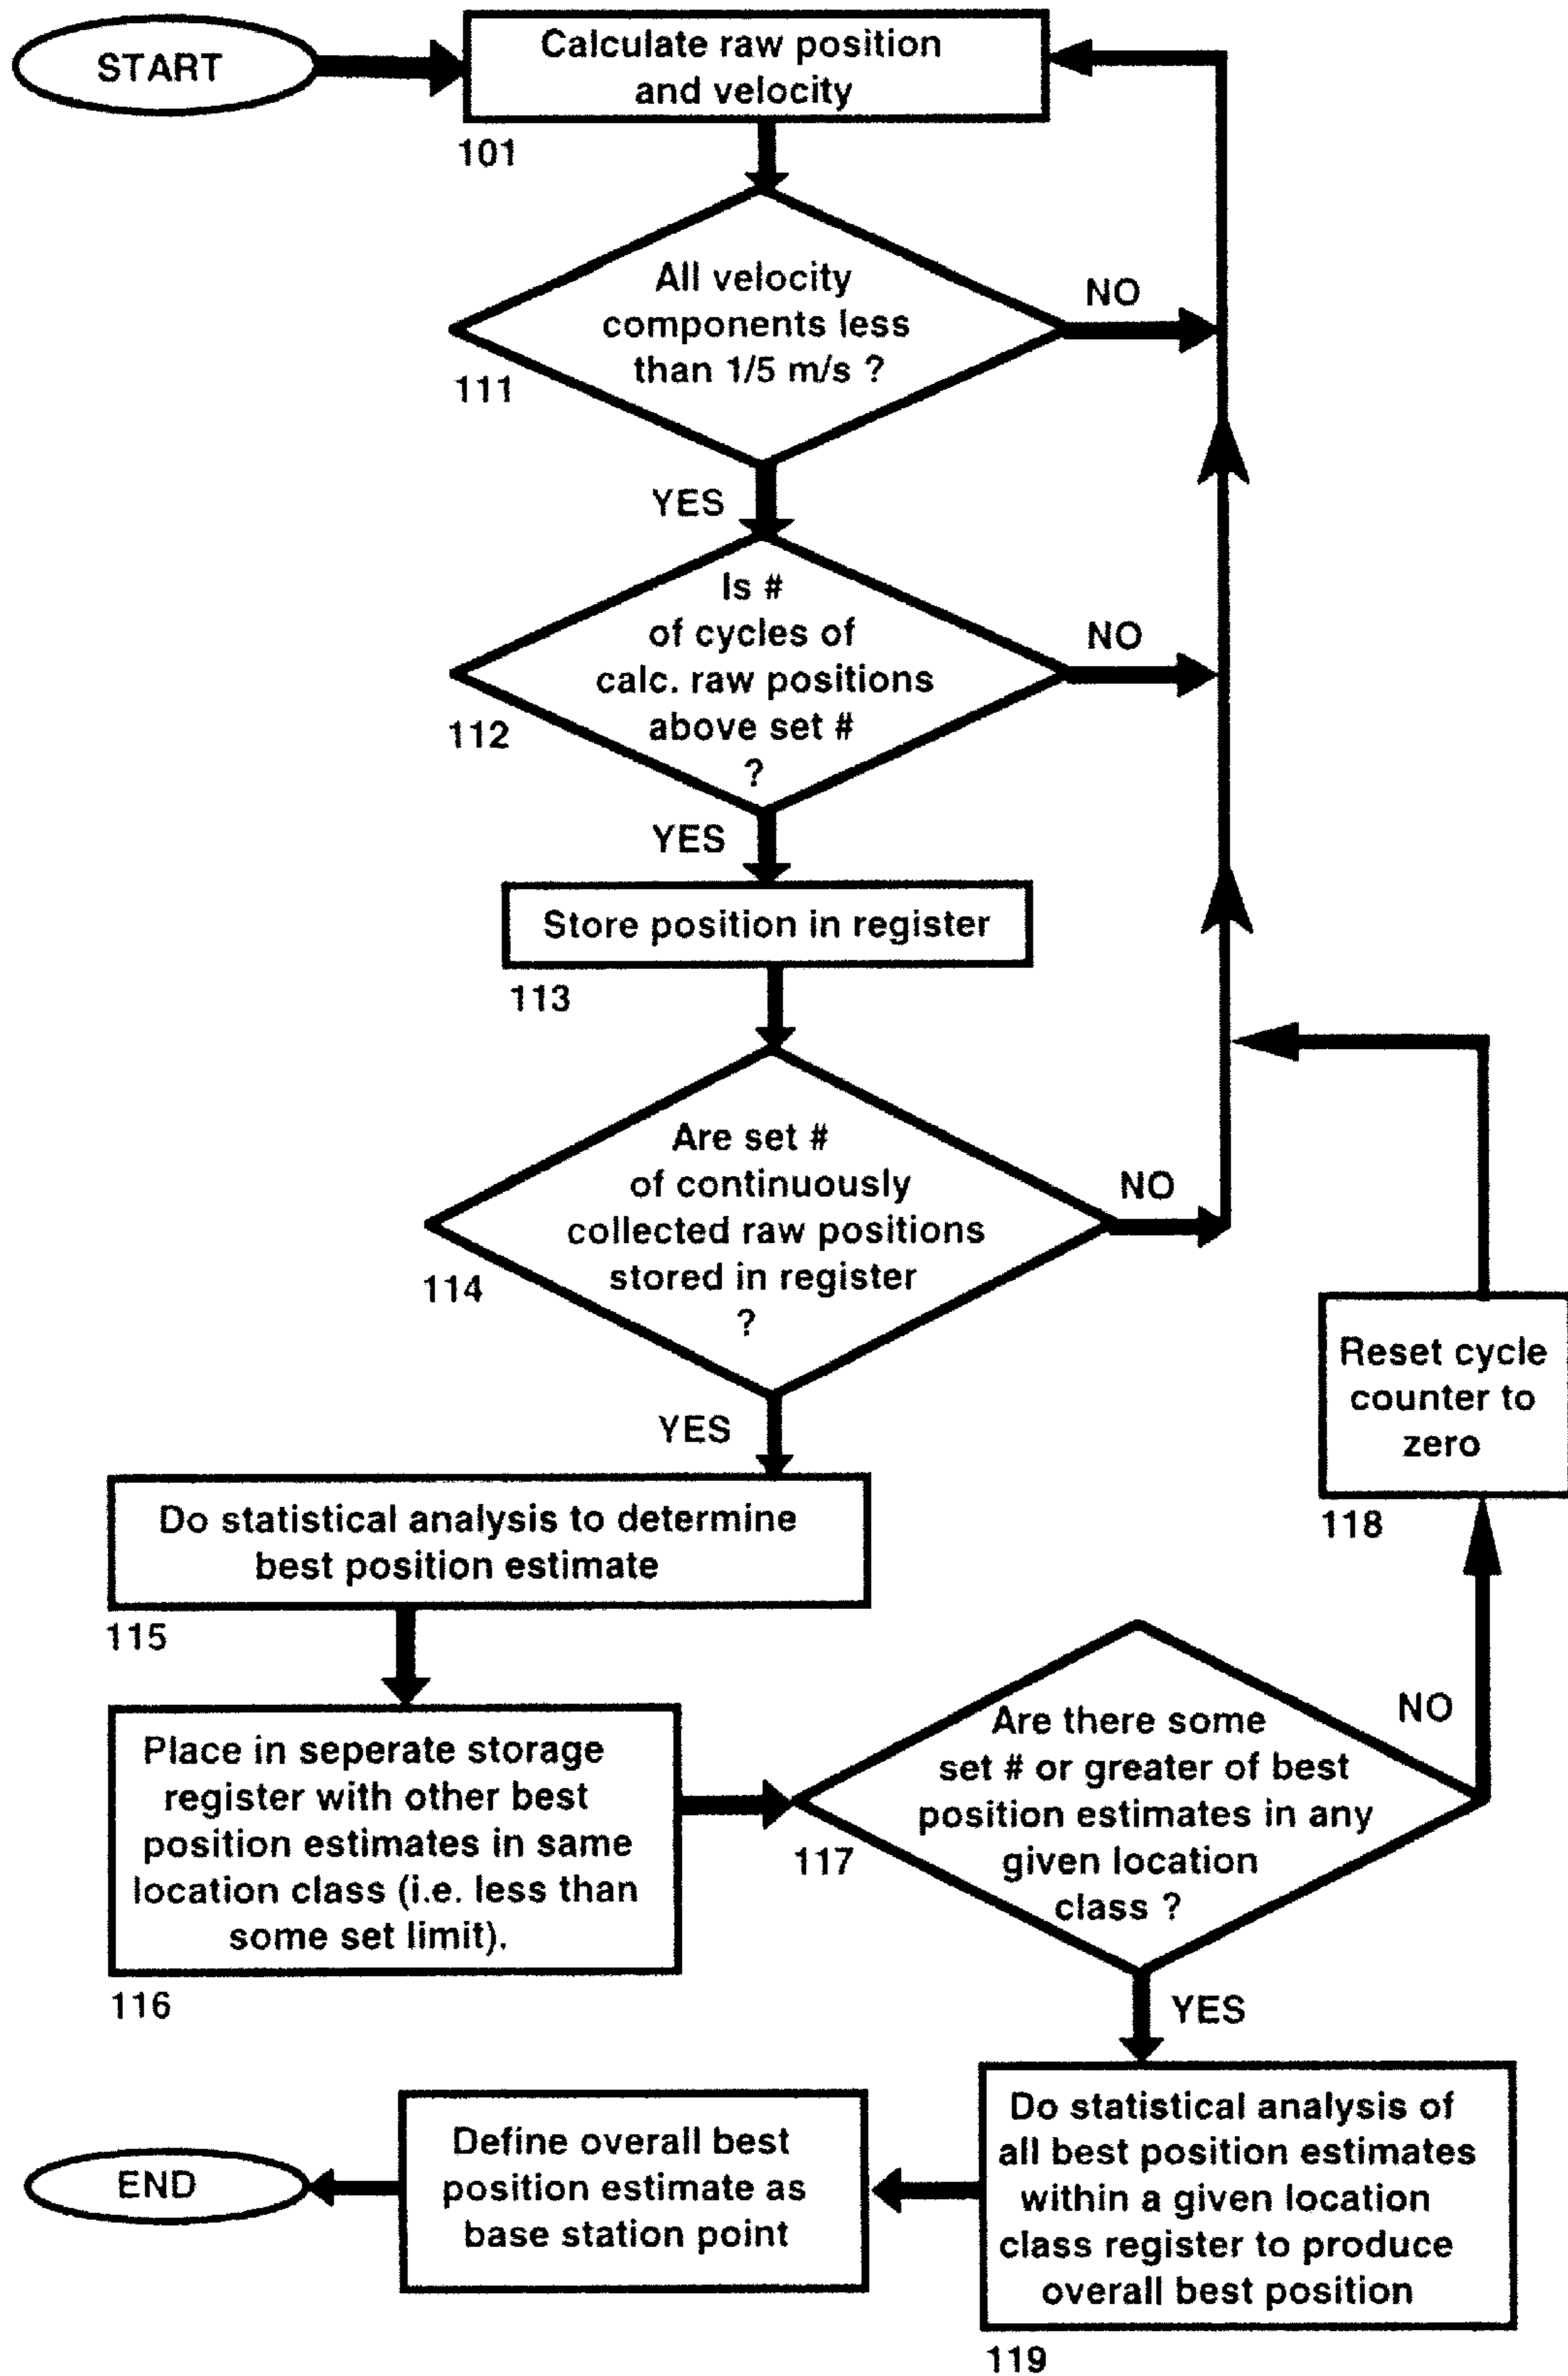 START
Calculate raw position
and velocity
101
All velocity
components less
than 1/5 m/s ?
111
NO
YES
Is #
of cycles of
calc. raw positions
above set #
?
112
NO
YES
Store position in register
113
Are set #
of continuously
collected raw positions
stored in register
?
114
NO
YES
Reset cycle
counter to
zero
118
Do statistical analysis to determine
best position estimate
115
Place in seperate storage
register with other best
position estimates in same
location class (i.e. less than
some set limit).
116
Are there some
set # or greater of best
position estimates in any
given location
class ?
117
NO
YES
Do statistical analysis of
all best position estimates
within a given location
class register to produce
overall best position
119
Define overall best
position estimate as
base station point
END